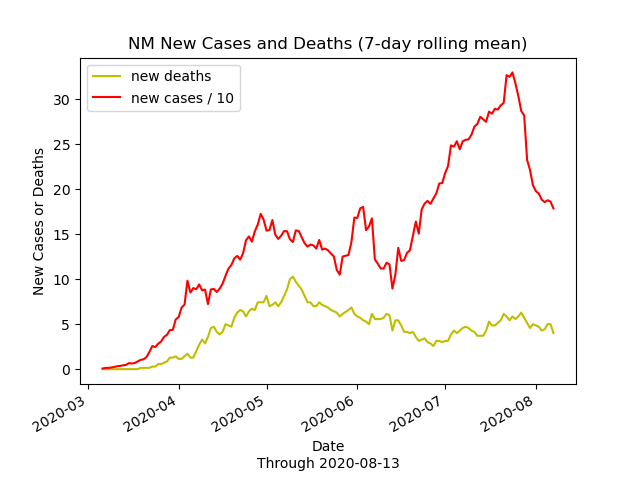 NM New Cases and Deaths (7-day rolling mean)
new deaths
new cases / 10
30
25
20
15
10
5
0
New Cases or Deaths
2020-03
2020-04
2020-05
2020-06
2020-07
2020-08
Date
Through 2020-08-13